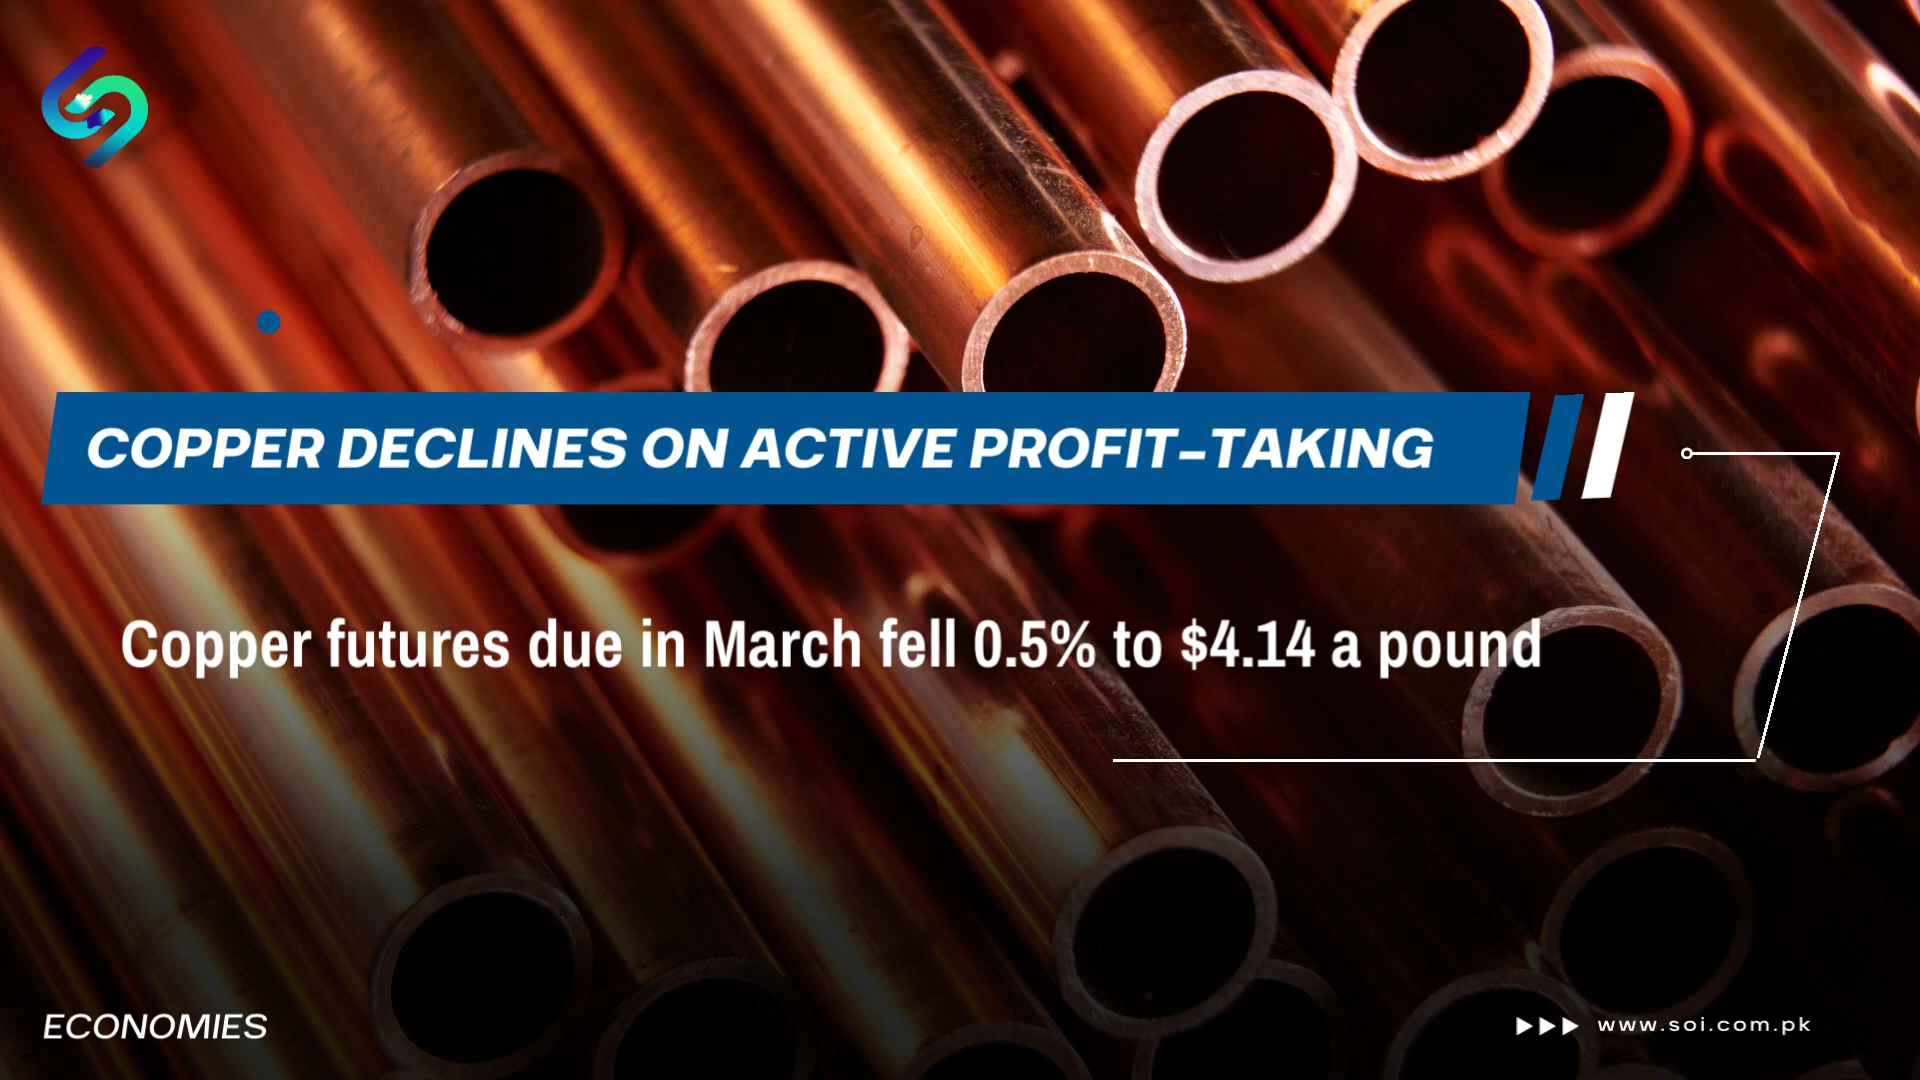 COPPER DECLINES ON ACTIVE PROFIT-TAKING
Copper futures due in March fell 0.5% to $4.14 a pound
ECONOMIES
www.soi.com.pk